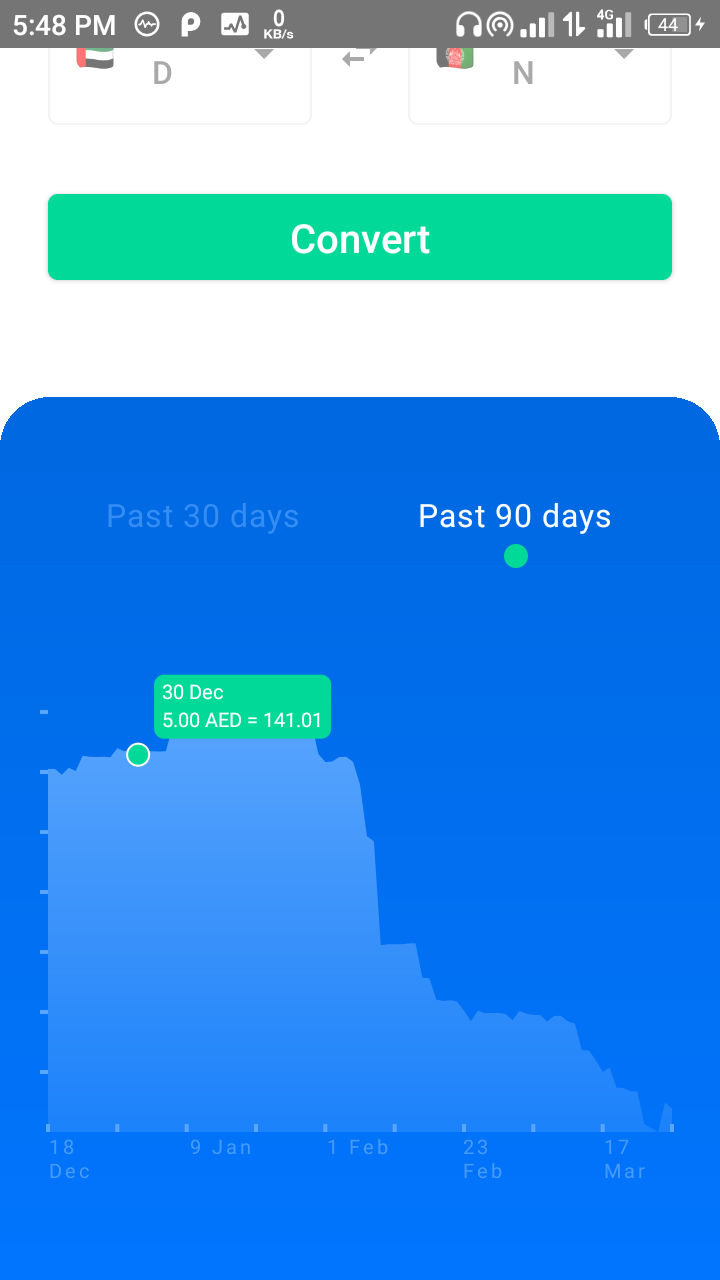 5:48 PM 0 KB/s 4G 44
D N
Convert
Past 30 days Past 90 days
30 Dec
5.00 AED = 141.01
18 Dec 9 Jan 1 Feb 23 Feb 17 Mar